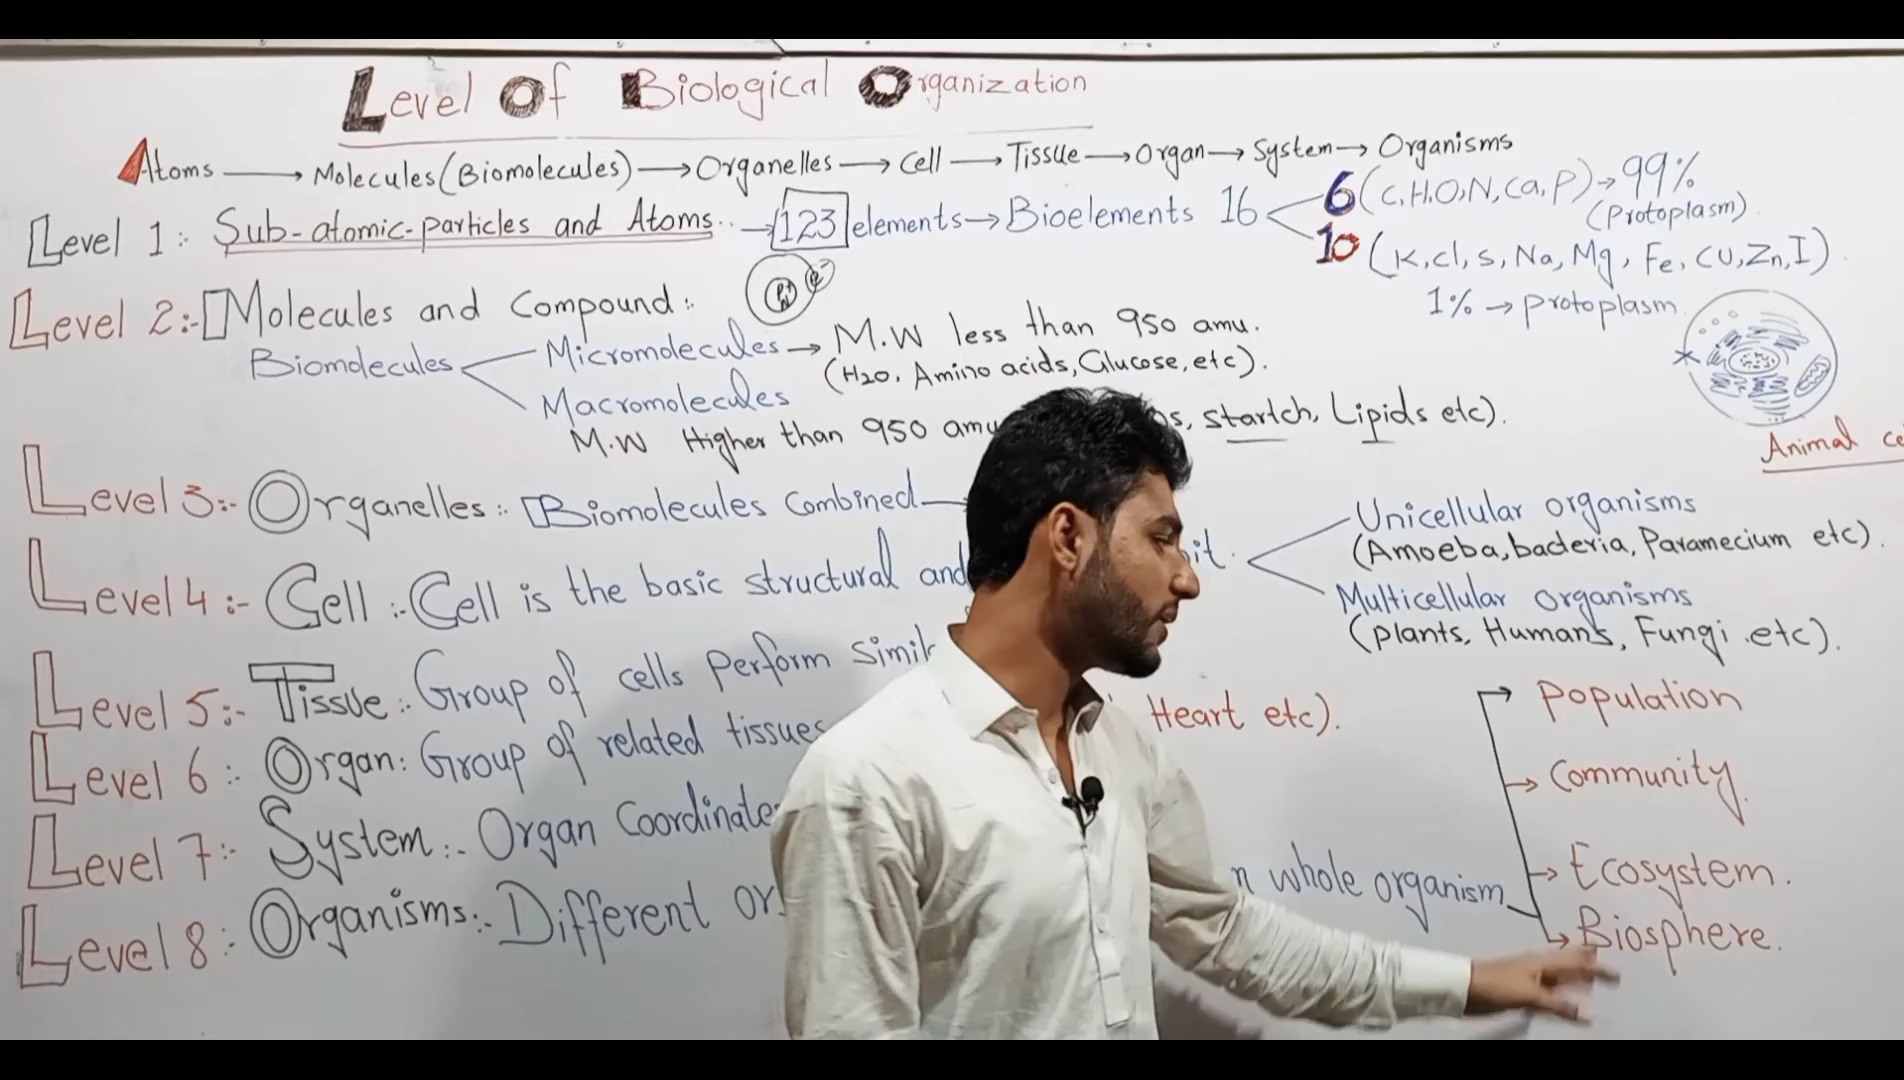 Level Of Biological Organization
Atoms → Molecules (Biomolecules) → Organelles → Cell → Tissue → Organ → System → Organisms
Level 1:- Sub-atomic-particles and Atoms.. → 123 elements → Bioelements 16
6 (C, H, O, N, Ca, P) → 99%
(Protoplasm).
10 (K, Cl, S, Na, Mg, Fe, CU, Zn, I)
1% → protoplasm
P+
e-
Level 2:- Molecules and Compound:-
Biomolecules
Micromolecules → M.W less than 950 amu.
(H2O, Amino acids, Glucose, etc).
Macromolecules
M.W Higher than 950 amu startch, Lipids etc).
Animal
Level 3:- Organelles:- Biomolecules Combined
Level 4:- Cell:- Cell is the basic structural and
Unicellular organisms
(Amoeba, bacteria, Paramecium etc).
Multicellular organisms
(plants, Humans, Fungi etc).
Level 5:- Tissue:- Group of cells perform
Level 6:- Organ: Group of related tissues Heart etc).
Level 7:- System:- Organ Coordinate
Level 8:- Organisms:- Different whole organism
Population
Community.
Ecosystem.
Biosphere.